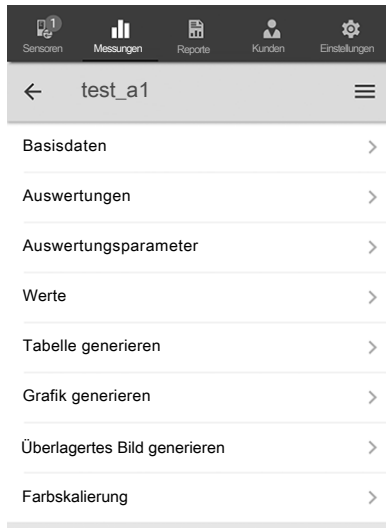 1
Sensoren Messungen Reporte Kunden Einstellungen
test_a1
Basisdaten
Auswertungen
Auswertungsparameter
Werte
Tabelle generieren
Grafik generieren
Überlagertes Bild generieren
Farbskalierung